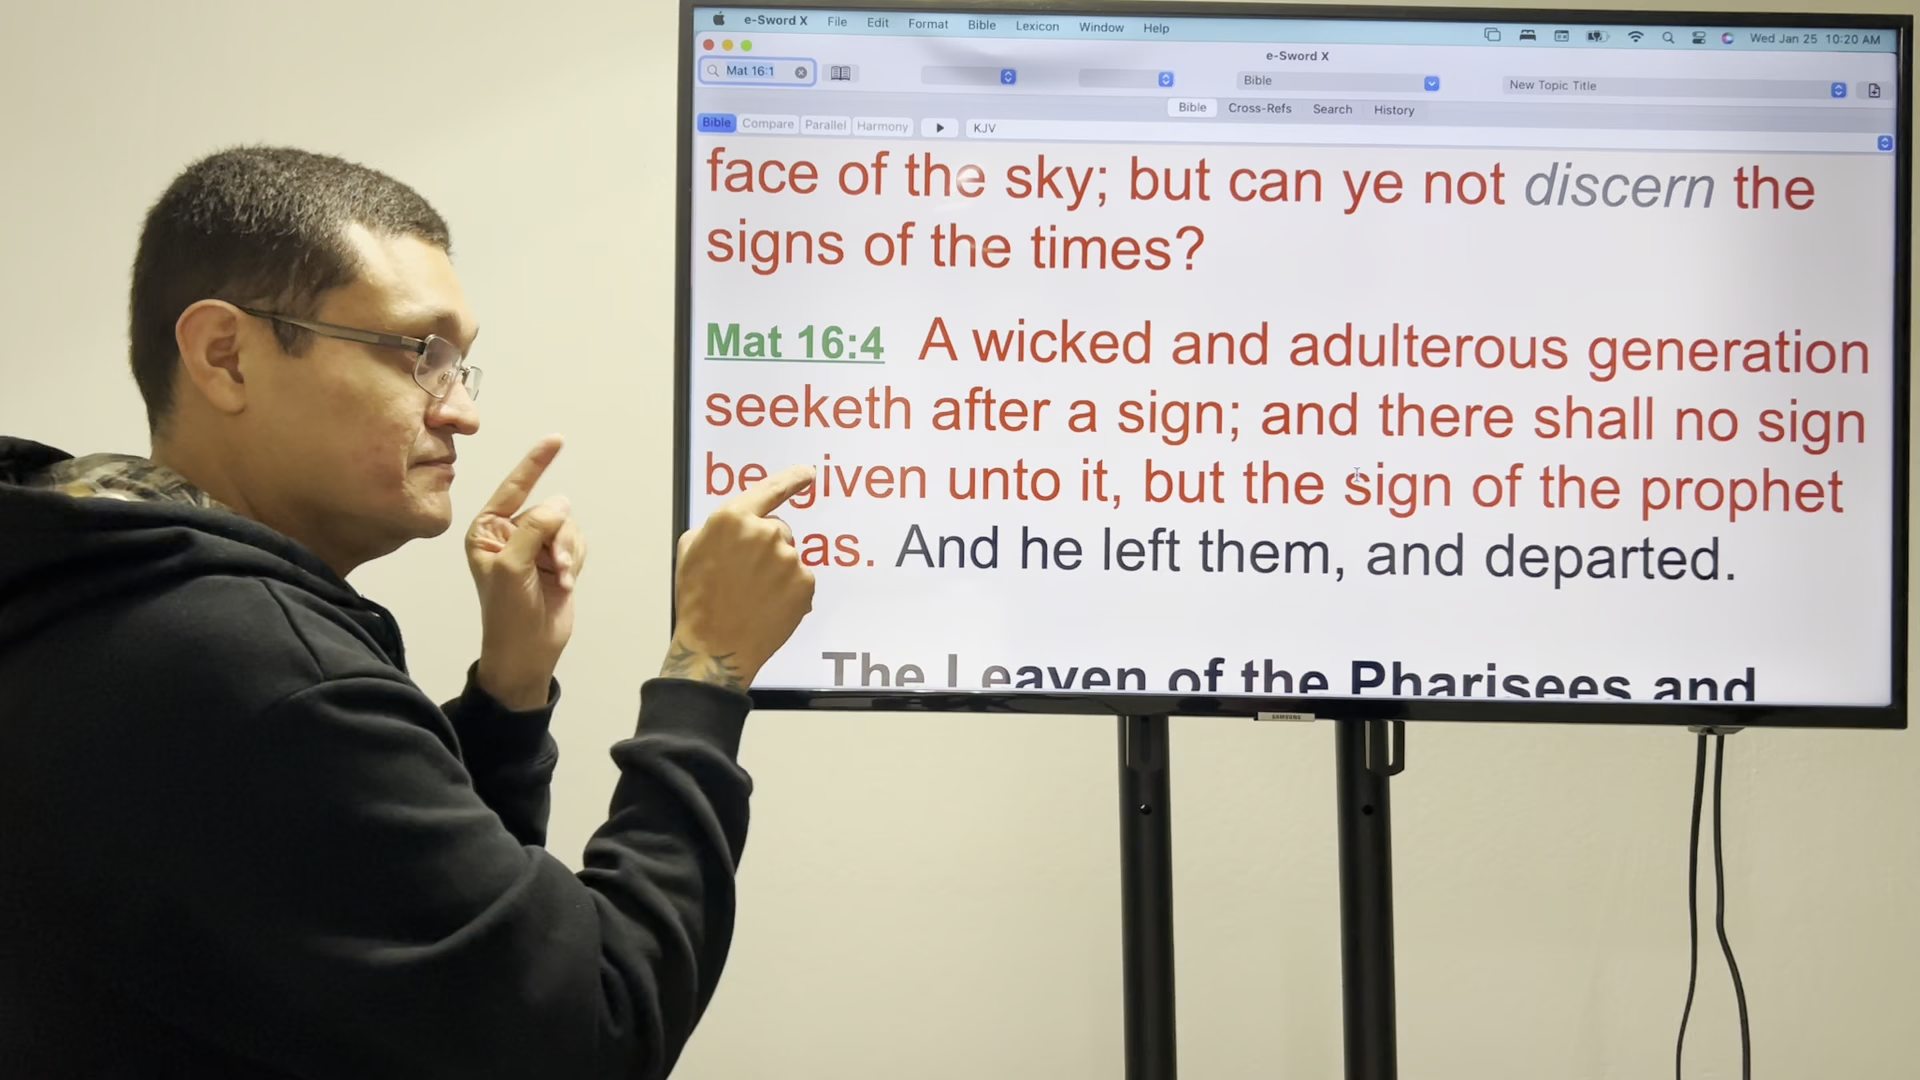 e-Sword X File Edit Format Bible Lexicon Window Help Wed Jan 25 10:20 AM
e-Sword X
Mat 16:1 Bible New Topic Title
Bible Cross-Refs Search History
Bible Compare Parallel Harmony KJV
face of the sky; but can ye not discern the
signs of the times?
Mat 16:4 A wicked and adulterous generation
seeketh after a sign; and there shall no sign
be given unto it, but the sign of the prophet
as. And he left them, and departed.
The Leaven of the Pharisees and
SAMSUNG